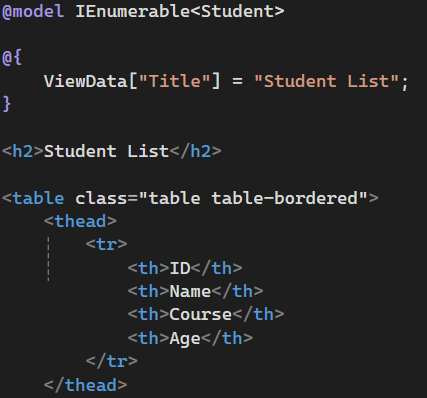 @model IEnumerable<Student>
@{
ViewData["Title"] = "Student List";
}
<h2>Student List</h2>
<table class="table table-bordered">
<thead>
<tr>
<th>ID</th>
<th>Name</th>
<th>Course</th>
<th>Age</th>
</tr>
</thead>